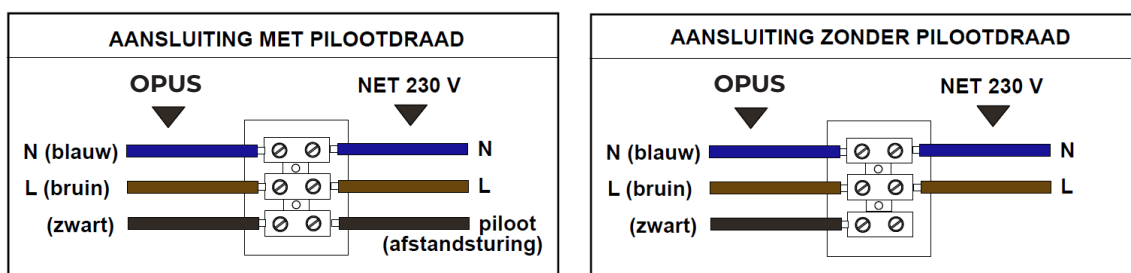 AANSLUITING MET PILOOTDRAAD
OPUS
NET 230 V
N (blauw)
N
L (bruin)
L
(zwart)
piloot
(afstandsturing)
AANSLUITING ZONDER PILOOTDRAAD
OPUS
NET 230 V
N (blauw)
N
L (bruin)
L
(zwart)